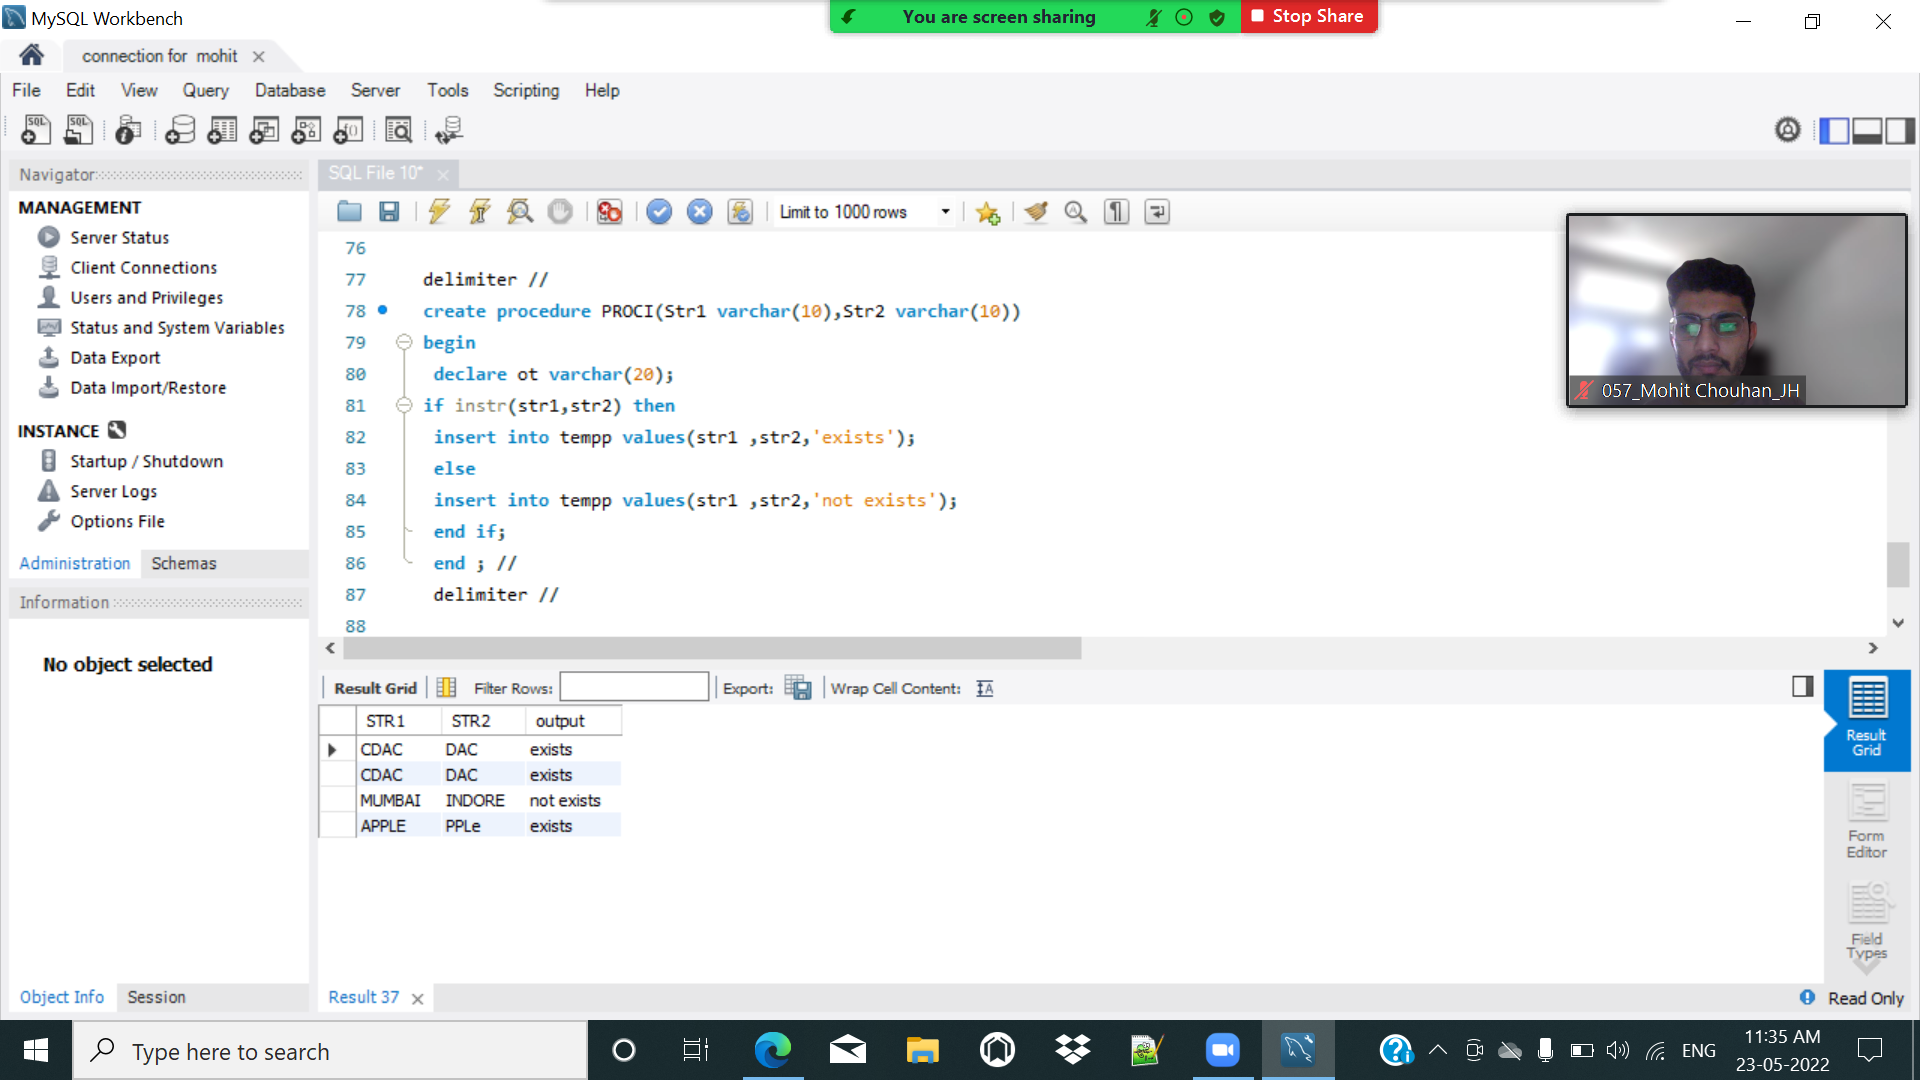 MySQL Workbench
You are screen sharing
Stop Share
connection for mohit
File Edit View Query Database Server Tools Scripting Help
Navigator
SQL File 10*
MANAGEMENT
Server Status
Client Connections
Users and Privileges
Status and System Variables
Data Export
Data Import/Restore
INSTANCE
Startup / Shutdown
Server Logs
Options File
Administration Schemas
Information
No object selected
Object Info Session
Limit to 1000 rows
76
77 delimiter //
78 create procedure PROCI(Str1 varchar(10),Str2 varchar(10))
79 begin
80 declare ot varchar(20);
81 if instr(str1,str2) then
82 insert into tempp values(str1 ,str2,'exists');
83 else
84 insert into tempp values(str1 ,str2,'not exists');
85 end if;
86 end ; //
87 delimiter //
88
057_Mohit Chouhan_JH
Result Grid Filter Rows: Export: Wrap Cell Content:
STR1 STR2 output
CDAC DAC exists
CDAC DAC exists
MUMBAI INDORE not exists
APPLE PPLe exists
Result
Grid
Form
Editor
Field
Types
Result 37
Read Only
Type here to search
ENG
11:35 AM
23-05-2022